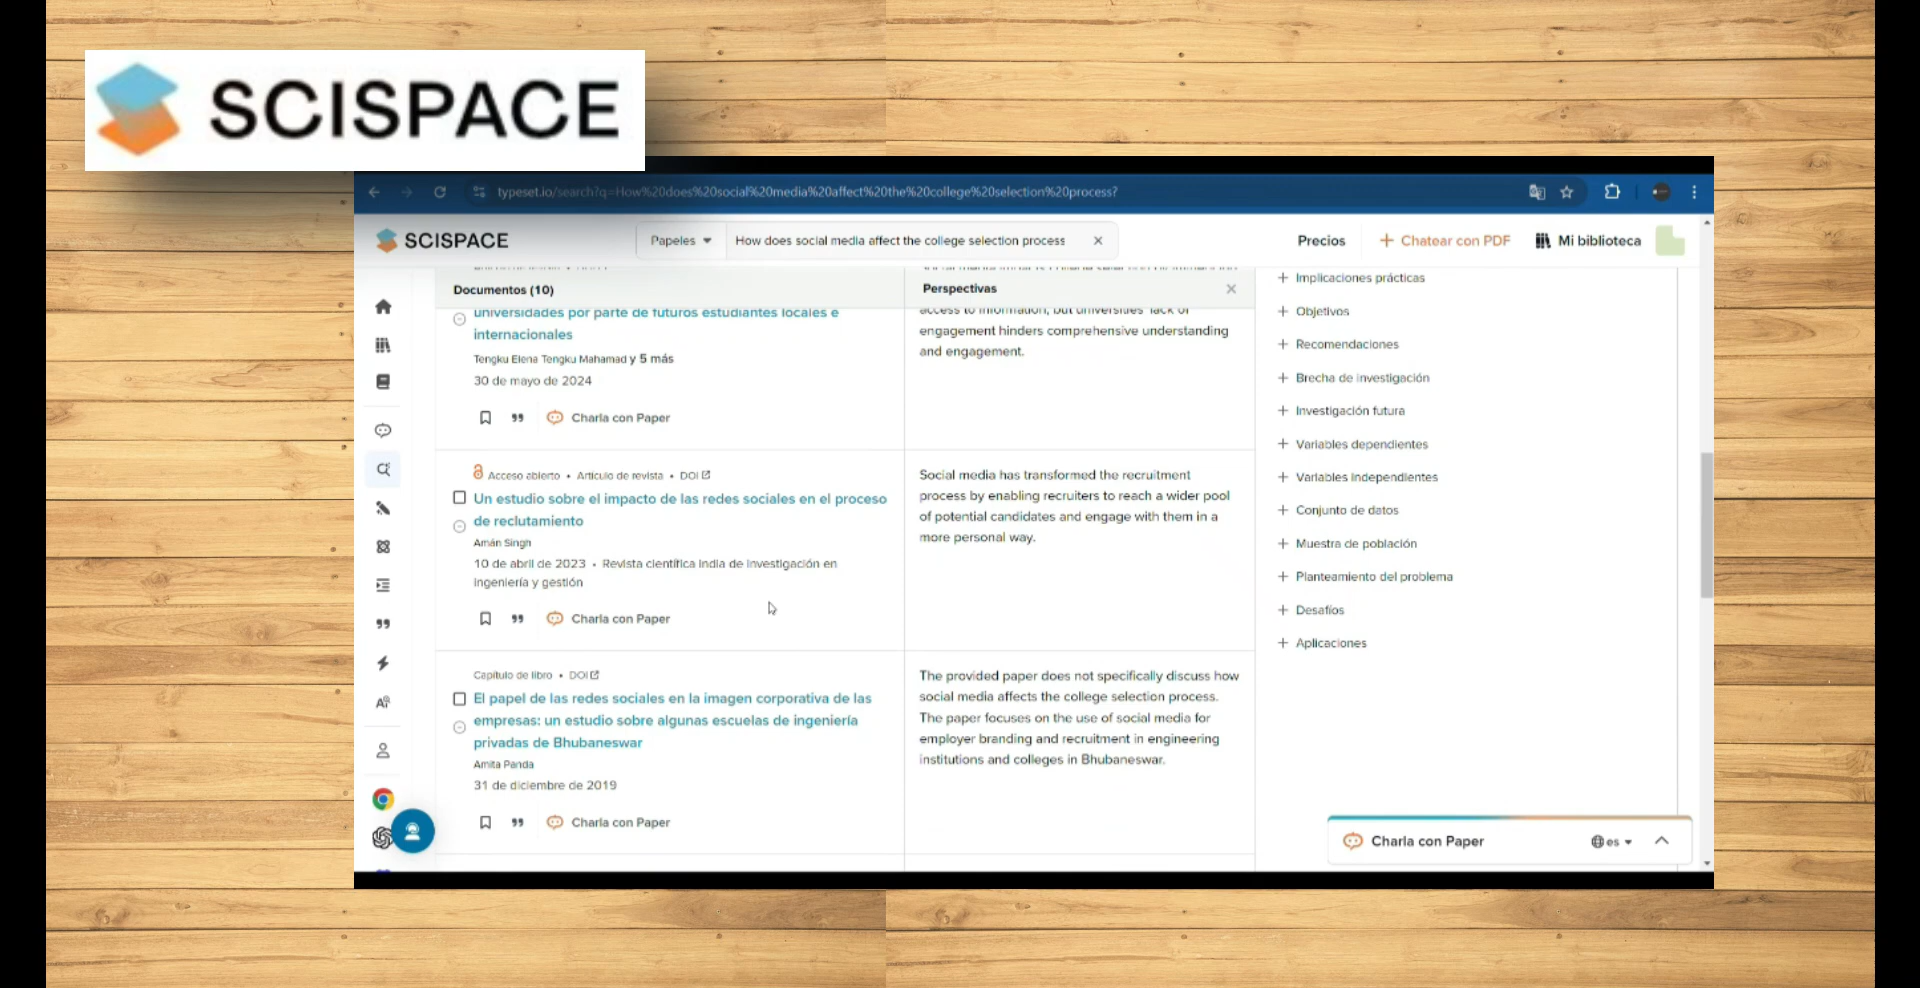 SCISPACE
typeset.io/search?q=How%20does%20social%20media%20affect%20the%20college%20selection%20process?
SCISPACE
Papeles
How does social media affect the college selection process
Precios
+ Chatear con PDF
Mi biblioteca
Documentos (10)
universidades por parte de futuros estudiantes locales e
internacionales
Tengku Elena Tengku Mahamad y 5 más
30 de mayo de 2024
Charla con Paper
Acceso abierto • Artículo de revista • DOI
Un estudio sobre el impacto de las redes sociales en el proceso
de reclutamiento
Amán Singh
10 de abril de 2023 • Revista científica india de investigación en
ingeniería y gestión
Charla con Paper
Capítulo de libro • DOI
El papel de las redes sociales en la imagen corporativa de las
empresas: un estudio sobre algunas escuelas de ingeniería
privadas de Bhubaneswar
Amita Panda
31 de diciembre de 2019
Charla con Paper
Perspectivas
access to information, but universities' lack of
engagement hinders comprehensive understanding
and engagement.
Social media has transformed the recruitment
process by enabling recruiters to reach a wider pool
of potential candidates and engage with them in a
more personal way.
The provided paper does not specifically discuss how
social media affects the college selection process.
The paper focuses on the use of social media for
employer branding and recruitment in engineering
institutions and colleges in Bhubaneswar.
+ Implicaciones prácticas
+ Objetivos
+ Recomendaciones
+ Brecha de investigación
+ Investigación futura
+ Variables dependientes
+ Variables independientes
+ Conjunto de datos
+ Muestra de población
+ Planteamiento del problema
+ Desafíos
+ Aplicaciones
Charla con Paper
es